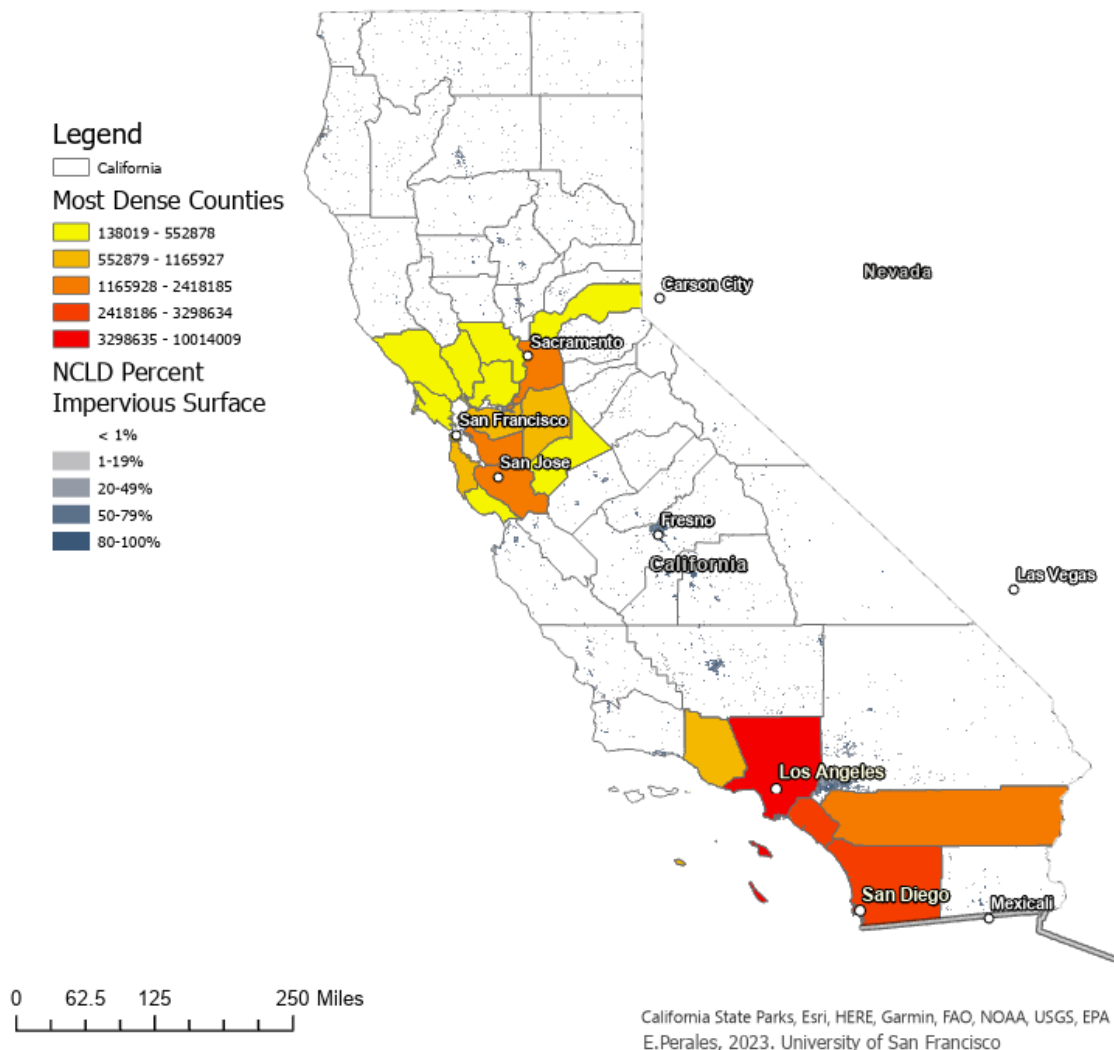 Legend
California
Most Dense Counties
138019 - 552878
552879 - 1165927
1165928 - 2418185
2418186 - 3298634
3298635 - 10014009
NCLD Percent
Impervious Surface
< 1%
1-19%
20-49%
50-79%
80-100%
Nevada
Carson City
Sacramento
San Francisco
San Jose
Fresno
California
Las Vegas
Los Angeles
San Diego
Mexicali
0 62.5 125 250 Miles
California State Parks, Esri, HERE, Garmin, FAO, NOAA, USGS, EPA
E.Perales, 2023. University of San Francisco